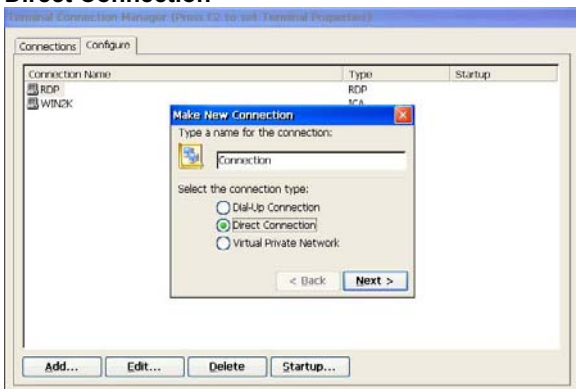 Direct Connection
Terminal Connection Manager (Press F2 to set Terminal Properties)
Connections Configure
Connection Name Type Startup
RDP RDP
WIN2K ICA
Make New Connection
Type a name for the connection:
Connection
Select the connection type:
Dial-Up Connection
Direct Connection
Virtual Private Network
< Back Next >
Add... Edit... Delete Startup...